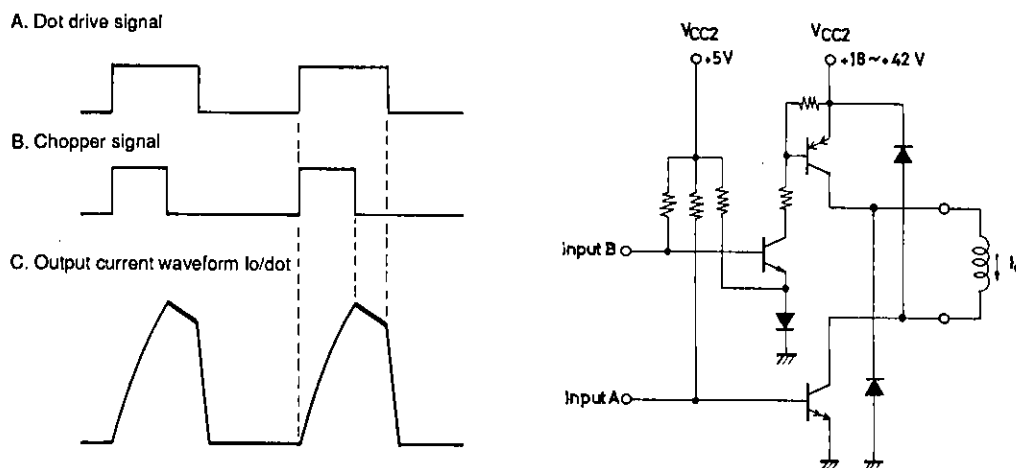 A. Dot drive signal
B. Chopper signal
C. Output current waveform Io/dot
VCC2
+5V
VCC2
+18～+42 V
Input B
Input A